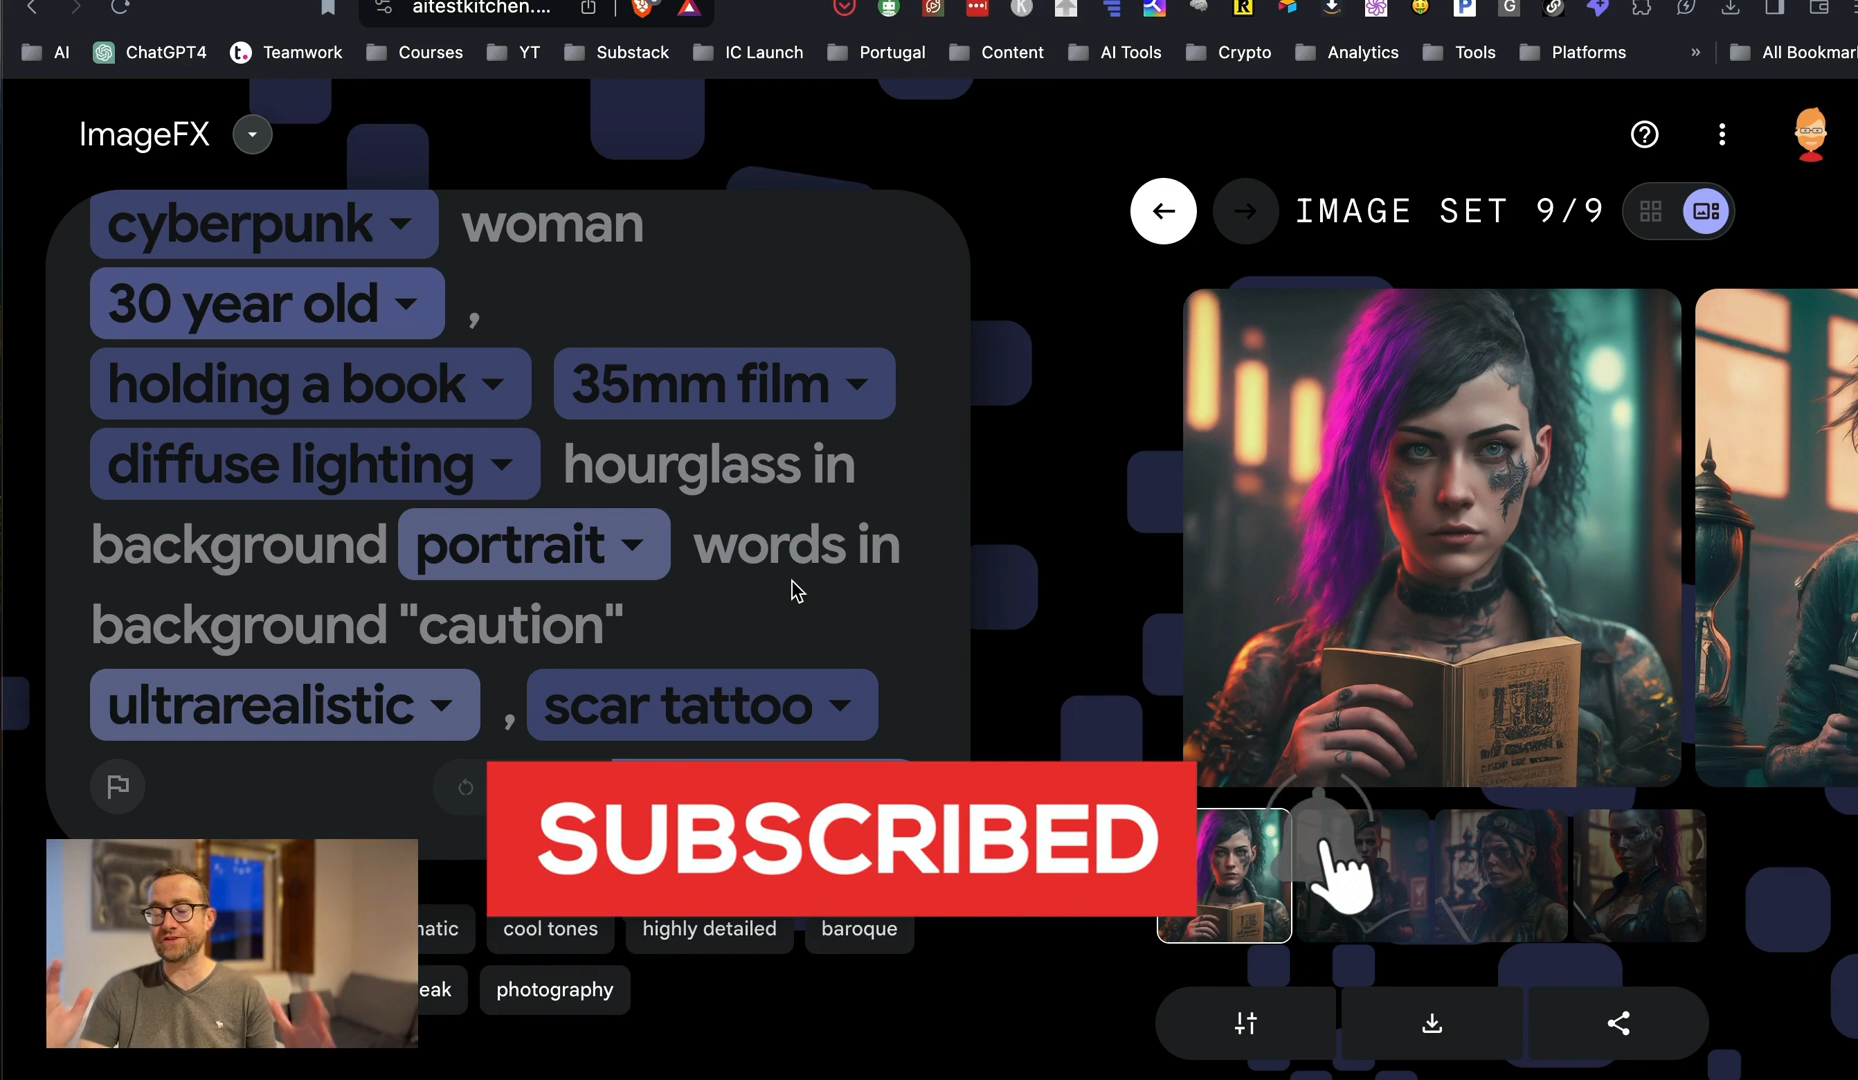 aitestkitchen....
AI ChatGPT4 Teamwork Courses YT Substack IC Launch Portugal Content AI Tools Crypto Analytics Tools Platforms » All Bookmar
ImageFX
IMAGE SET 9/9
cyberpunk woman
30 year old ,
holding a book 35mm film
diffuse lighting hourglass in
background portrait words in
background "caution"
ultrarealistic , scar tattoo
SUBSCRIBED
natic cool tones highly detailed baroque
eak photography